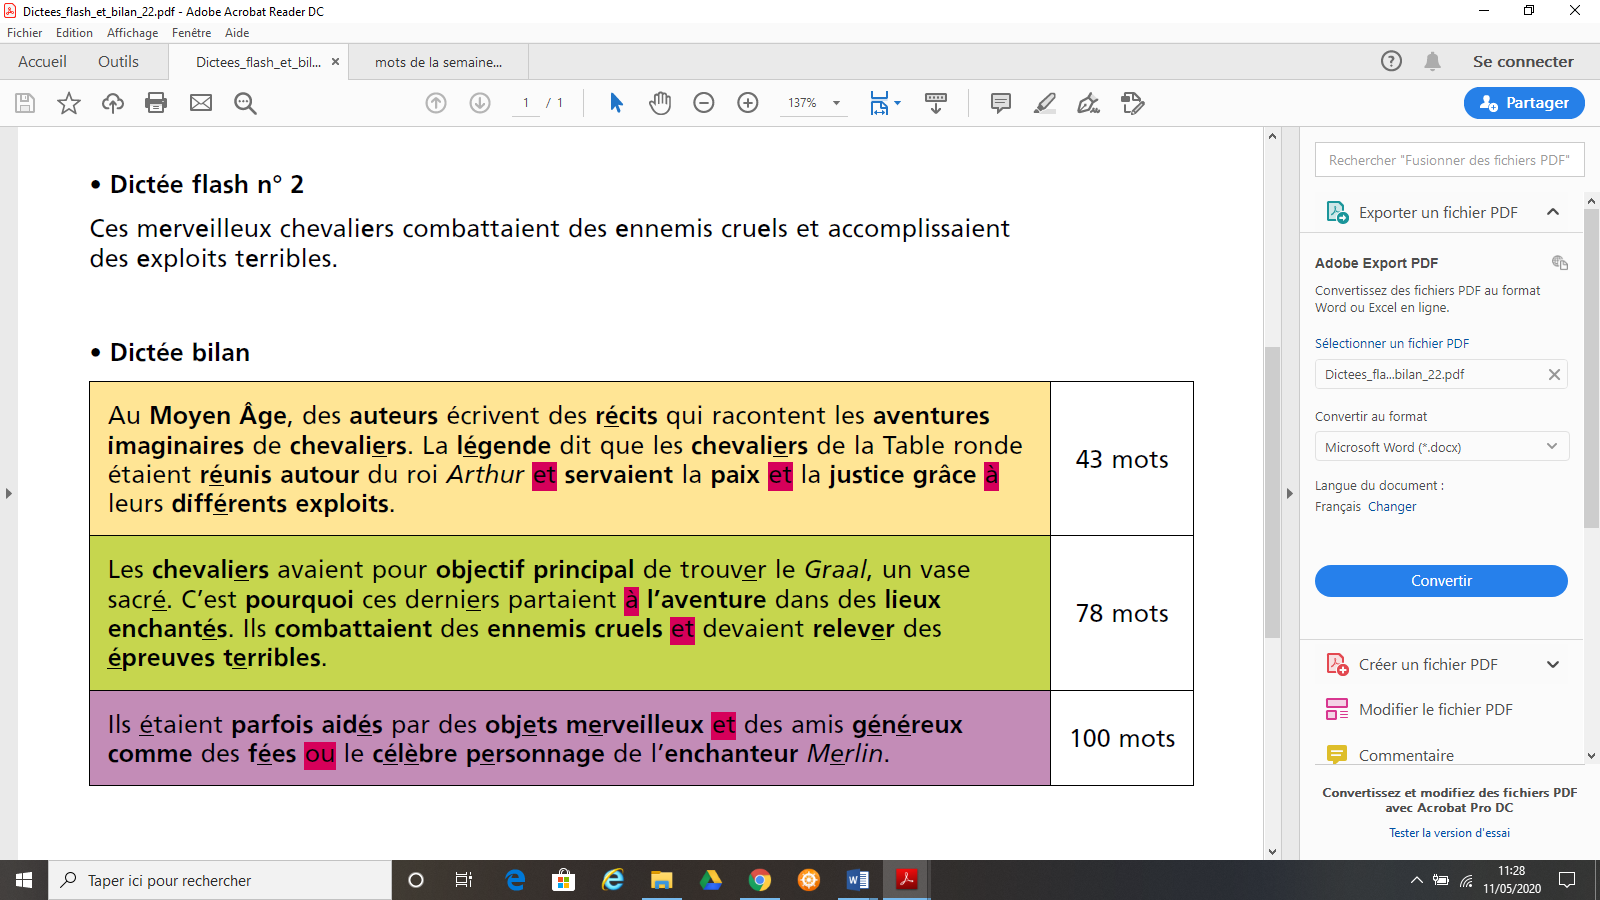 Dictees_flash_et_bilan_22.pdf - Adobe Acrobat Reader DC
Fichier Edition Affichage Fenêtre Aide
Accueil Outils Dictees_flash_et_bil... × mots de la semaine... Se connecter
1 / 1 137% Partager
• Dictée flash n° 2
Ces merveilleux chevaliers combattaient des ennemis cruels et accomplissaient
des exploits terribles.
• Dictée bilan
Au Moyen Âge, des auteurs écrivent des récits qui racontent les aventures
imaginaires de chevaliers. La légende dit que les chevaliers de la Table ronde
étaient réunis autour du roi Arthur et servaient la paix et la justice grâce à
leurs différents exploits.
43 mots
Les chevaliers avaient pour objectif principal de trouver le Graal, un vase
sacré. C’est pourquoi ces derniers partaient à l’aventure dans des lieux
enchantés. Ils combattaient des ennemis cruels et devaient relever des
épreuves terribles.
78 mots
Ils étaient parfois aidés par des objets merveilleux et des amis généreux
comme des fées ou le célèbre personnage de l’enchanteur Merlin.
100 mots
Rechercher "Fusionner des fichiers PDF"
Exporter un fichier PDF
Adobe Export PDF
Convertissez des fichiers PDF au format
Word ou Excel en ligne.
Sélectionner un fichier PDF
Dictees_fla...bilan_22.pdf
Convertir au format
Microsoft Word (*.docx)
Langue du document :
Français Changer
Convertir
Créer un fichier PDF
Modifier le fichier PDF
Commentaire
Convertissez et modifiez des fichiers PDF
avec Acrobat Pro DC
Tester la version d'essai
Taper ici pour rechercher
11:28
11/05/2020